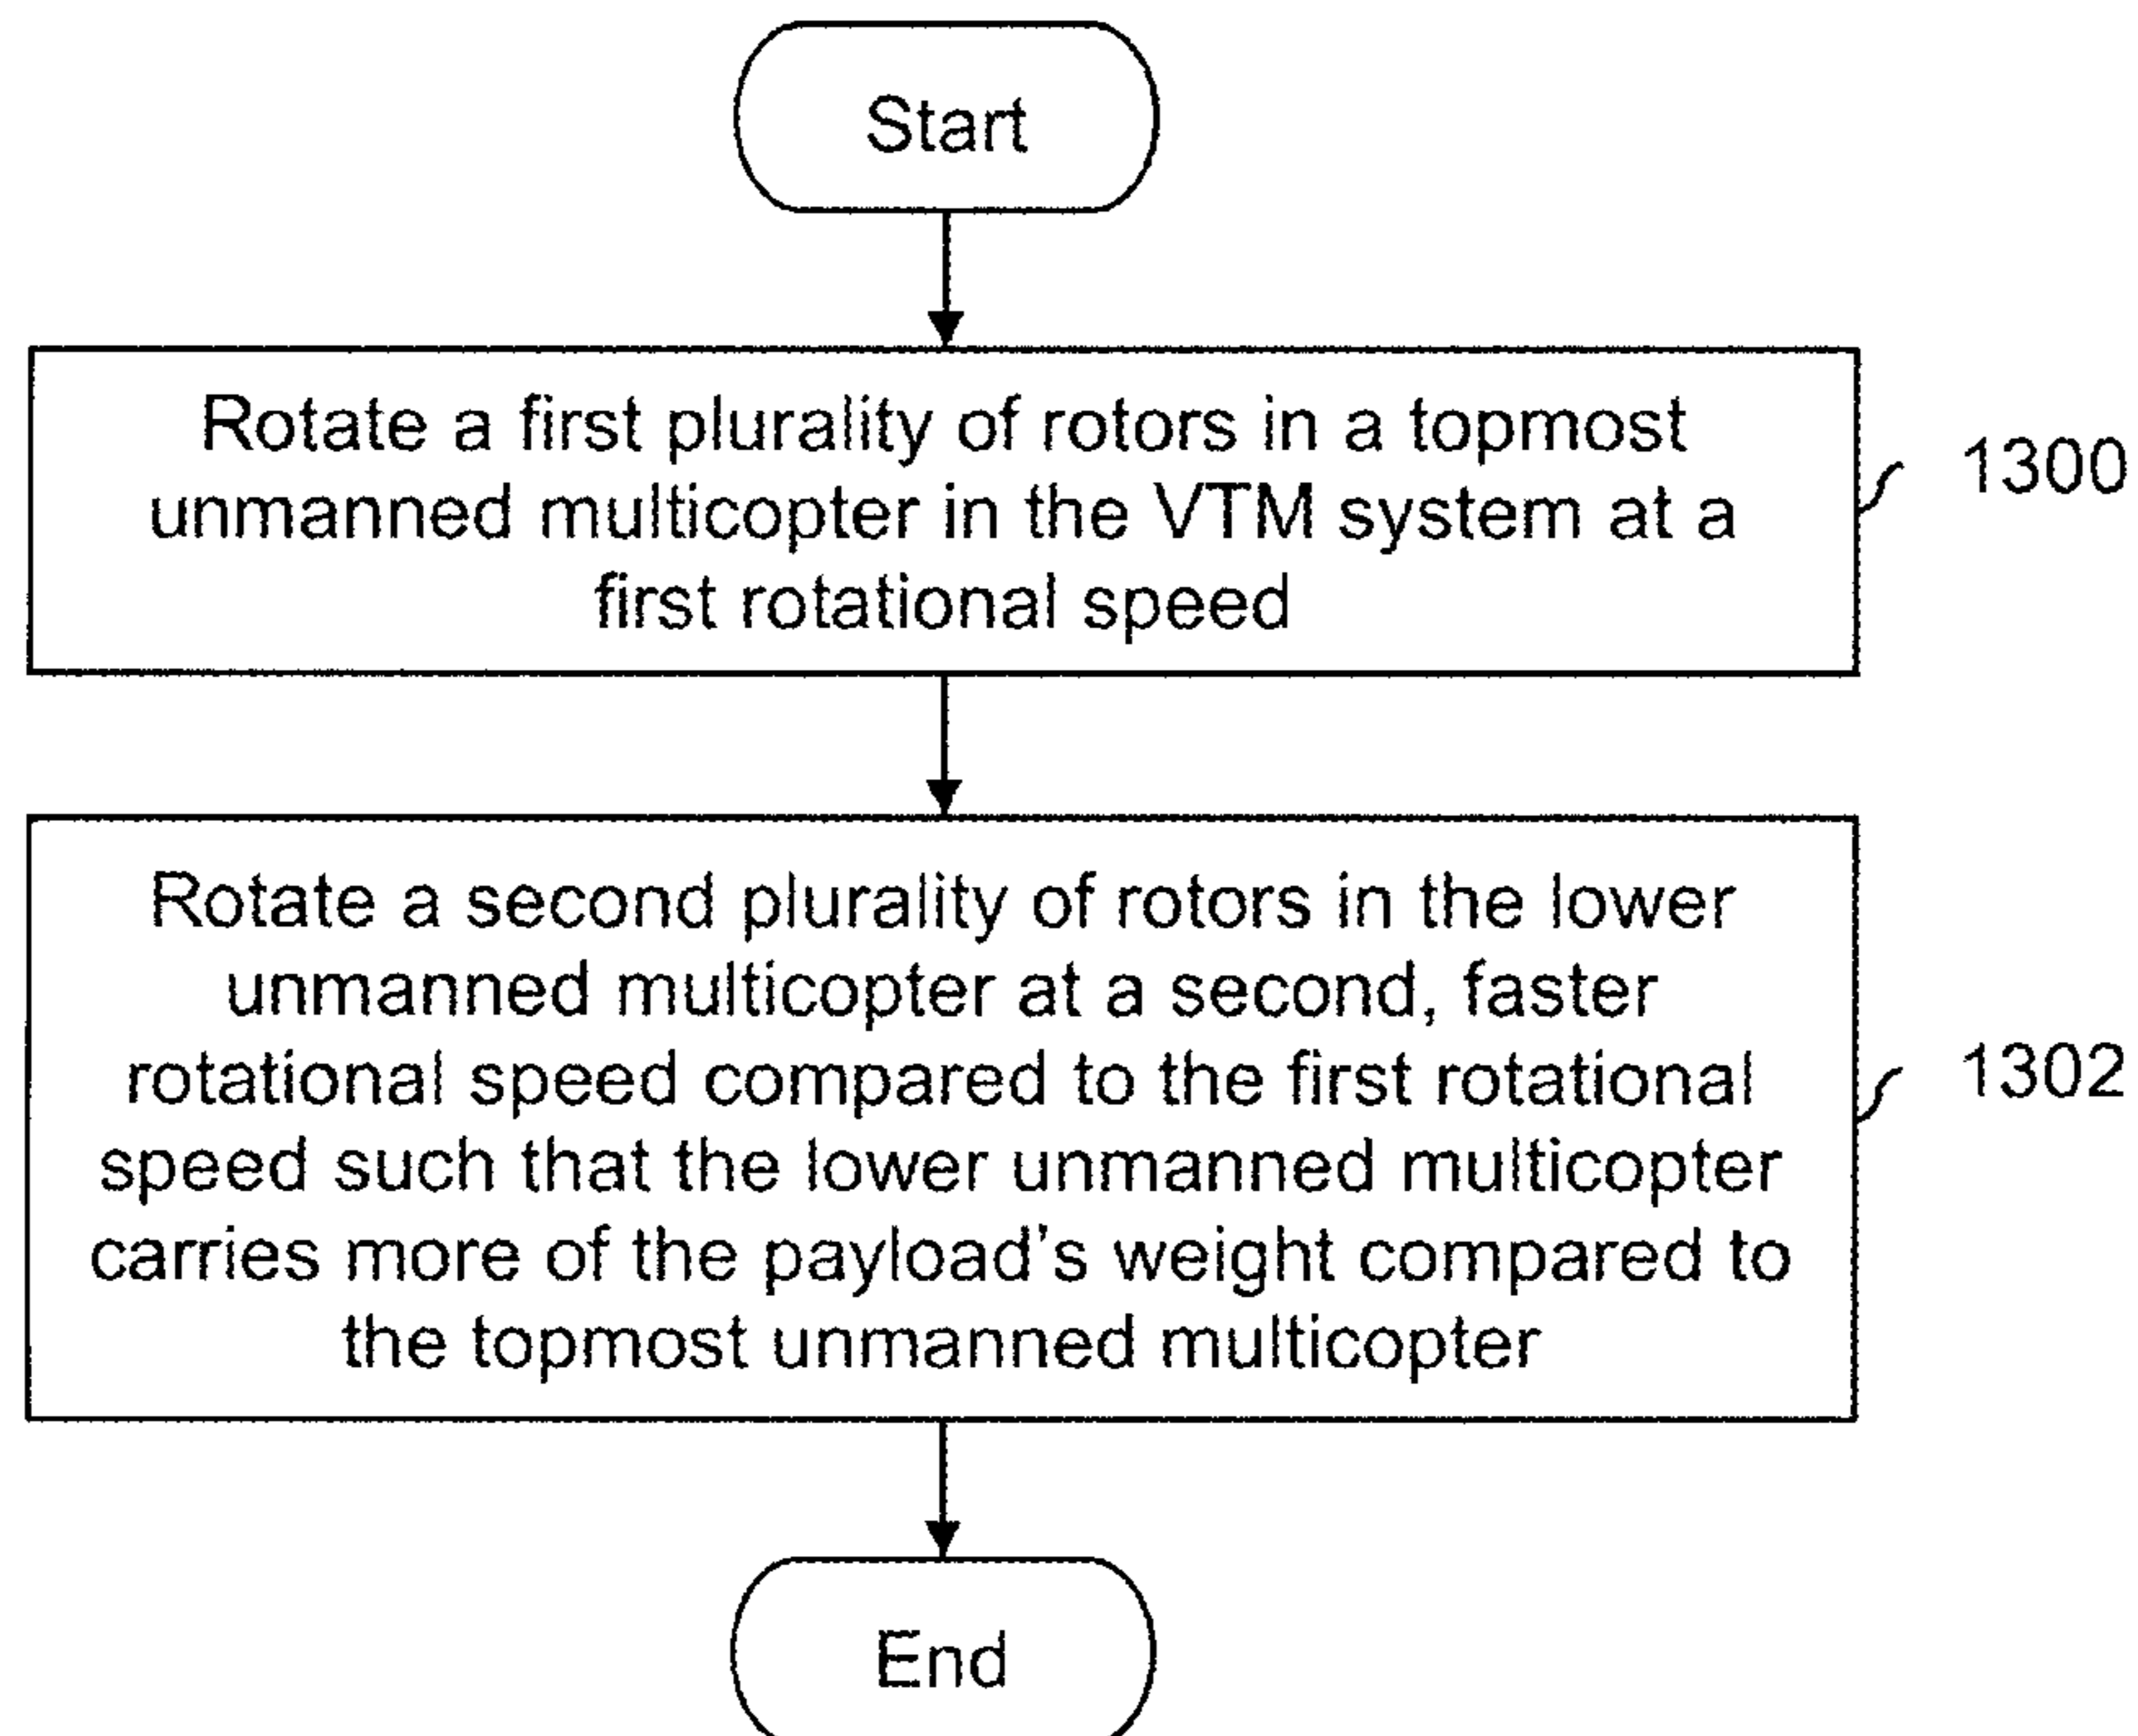 Start
Rotate a first plurality of rotors in a topmost
unmanned multicopter in the VTM system at a
first rotational speed
1300
Rotate a second plurality of rotors in the lower
unmanned multicopter at a second, faster
rotational speed compared to the first rotational
speed such that the lower unmanned multicopter
carries more of the payload's weight compared to
the topmost unmanned multicopter
1302
End